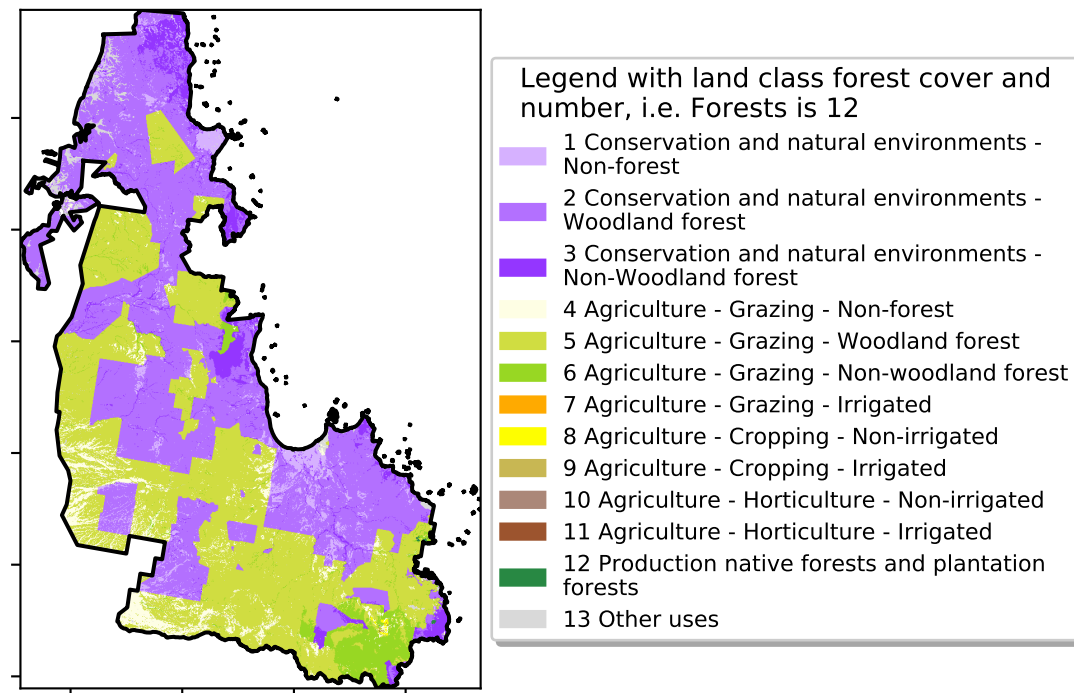 Legend with land class forest cover and
number, i.e. Forests is 12
1 Conservation and natural environments -
Non-forest
2 Conservation and natural environments -
Woodland forest
3 Conservation and natural environments -
Non-Woodland forest
4 Agriculture - Grazing - Non-forest
5 Agriculture - Grazing - Woodland forest
6 Agriculture - Grazing - Non-woodland forest
7 Agriculture - Grazing - Irrigated
8 Agriculture - Cropping - Non-irrigated
9 Agriculture - Cropping - Irrigated
10 Agriculture - Horticulture - Non-irrigated
11 Agriculture - Horticulture - Irrigated
12 Production native forests and plantation
forests
13 Other uses